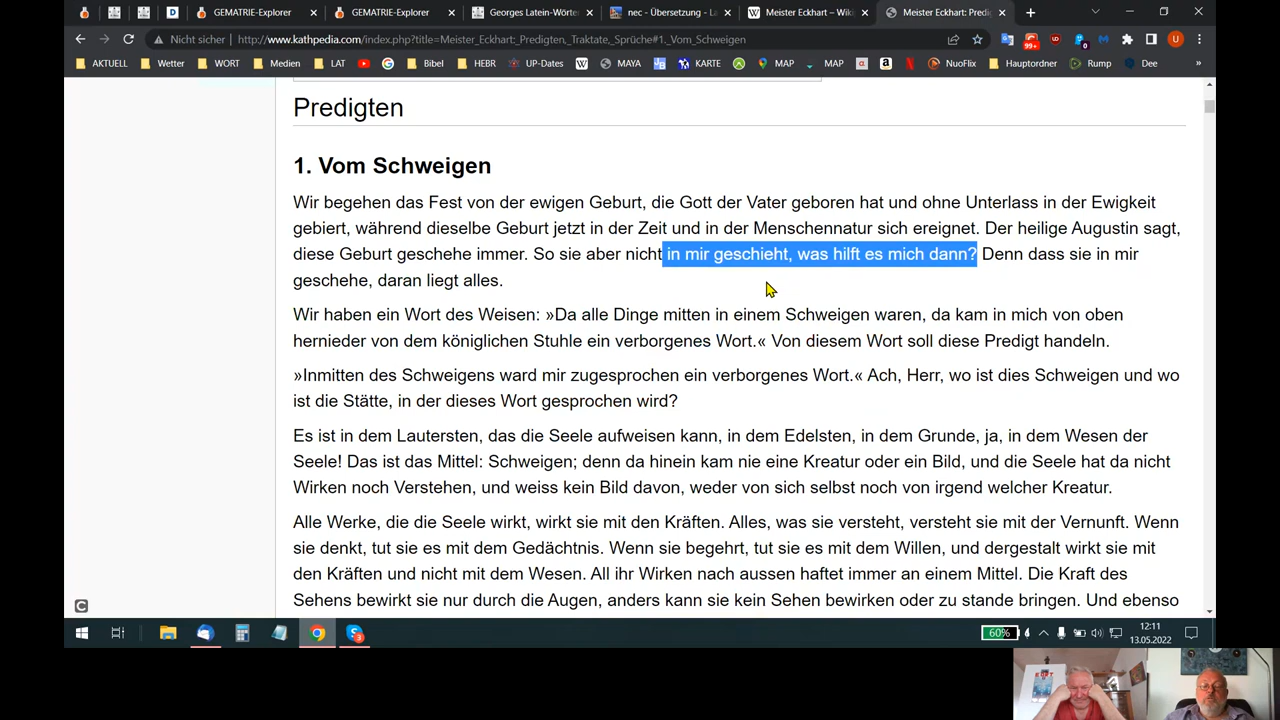 GEMATRIE-Explorer
GEMATRIE-Explorer
Georges Latein-Wört
nec - Übersetzung - La
Meister Eckhart – Wik
Meister Eckhart: Predig
Nicht sicher
http://www.kathpedia.com/index.php?title=Meister_Eckhart:_Predigten,_Traktate,_Sprüche#1._Vom_Schweigen
99+
0
U
AKTUELL
Wetter
WORT
Medien
LAT
UP-Dates
Bibel
HEBR
MAYA
KARTE
MAP
MAP
NuoFlix
Hauptordner
Rump
Dee
»
Predigten
1. Vom Schweigen
Wir begehen das Fest von der ewigen Geburt, die Gott der Vater geboren hat und ohne Unterlass in der Ewigkeit
gebiert, während dieselbe Geburt jetzt in der Zeit und in der Menschennatur sich ereignet. Der heilige Augustin sagt,
diese Geburt geschehe immer. So sie aber nicht in mir geschieht, was hilft es mich dann? Denn dass sie in mir
geschehe, daran liegt alles.
Wir haben ein Wort des Weisen: »Da alle Dinge mitten in einem Schweigen waren, da kam in mich von oben
hernieder von dem königlichen Stuhle ein verborgenes Wort.« Von diesem Wort soll diese Predigt handeln.
»Inmitten des Schweigens ward mir zugesprochen ein verborgenes Wort.« Ach, Herr, wo ist dies Schweigen und wo
ist die Stätte, in der dieses Wort gesprochen wird?
Es ist in dem Lautersten, das die Seele aufweisen kann, in dem Edelsten, in dem Grunde, ja, in dem Wesen der
Seele! Das ist das Mittel: Schweigen; denn da hinein kam nie eine Kreatur oder ein Bild, und die Seele hat da nicht
Wirken noch Verstehen, und weiss kein Bild davon, weder von sich selbst noch von irgend welcher Kreatur.
Alle Werke, die die Seele wirkt, wirkt sie mit den Kräften. Alles, was sie versteht, versteht sie mit der Vernunft. Wenn
sie denkt, tut sie es mit dem Gedächtnis. Wenn sie begehrt, tut sie es mit dem Willen, und dergestalt wirkt sie mit
den Kräften und nicht mit dem Wesen. All ihr Wirken nach aussen haftet immer an einem Mittel. Die Kraft des
Sehens bewirkt sie nur durch die Augen, anders kann sie kein Sehen bewirken oder zu stande bringen. Und ebenso
60%
12:11
13.05.2022